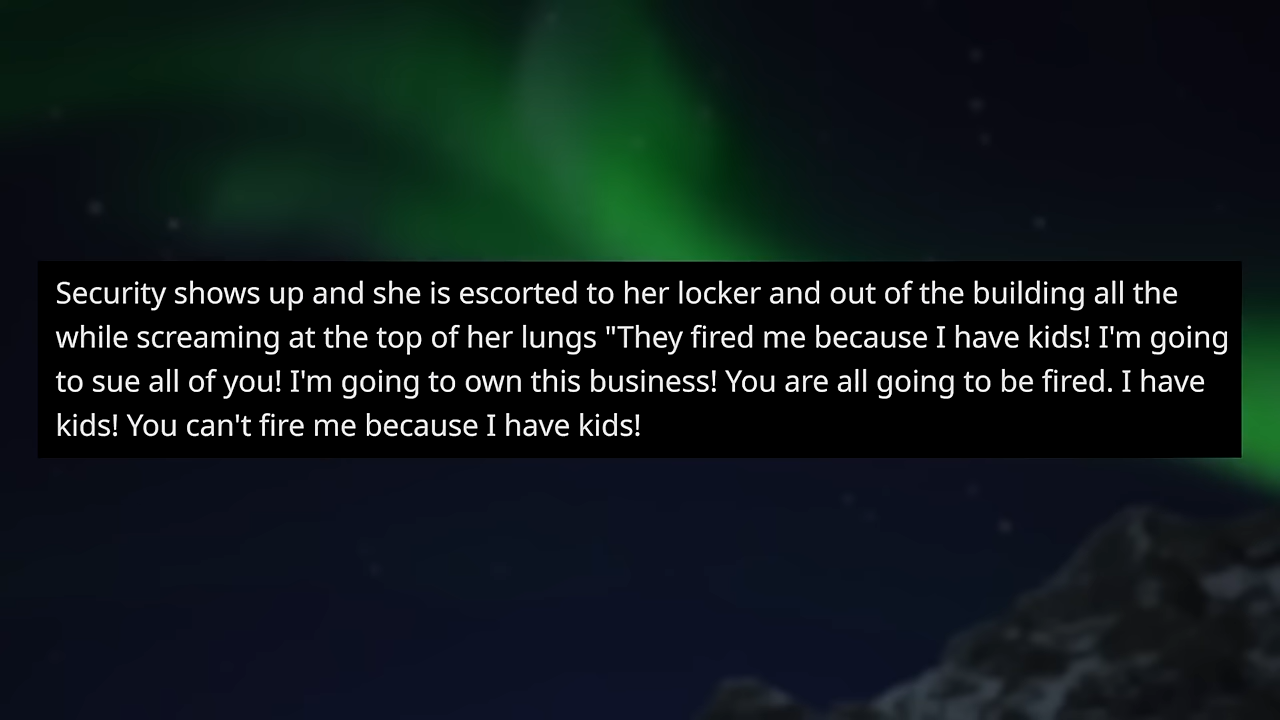 Security shows up and she is escorted to her locker and out of the building all the
while screaming at the top of her lungs "They fired me because I have kids! I'm going
to sue all of you! I'm going to own this business! You are all going to be fired. I have
kids! You can't fire me because I have kids!